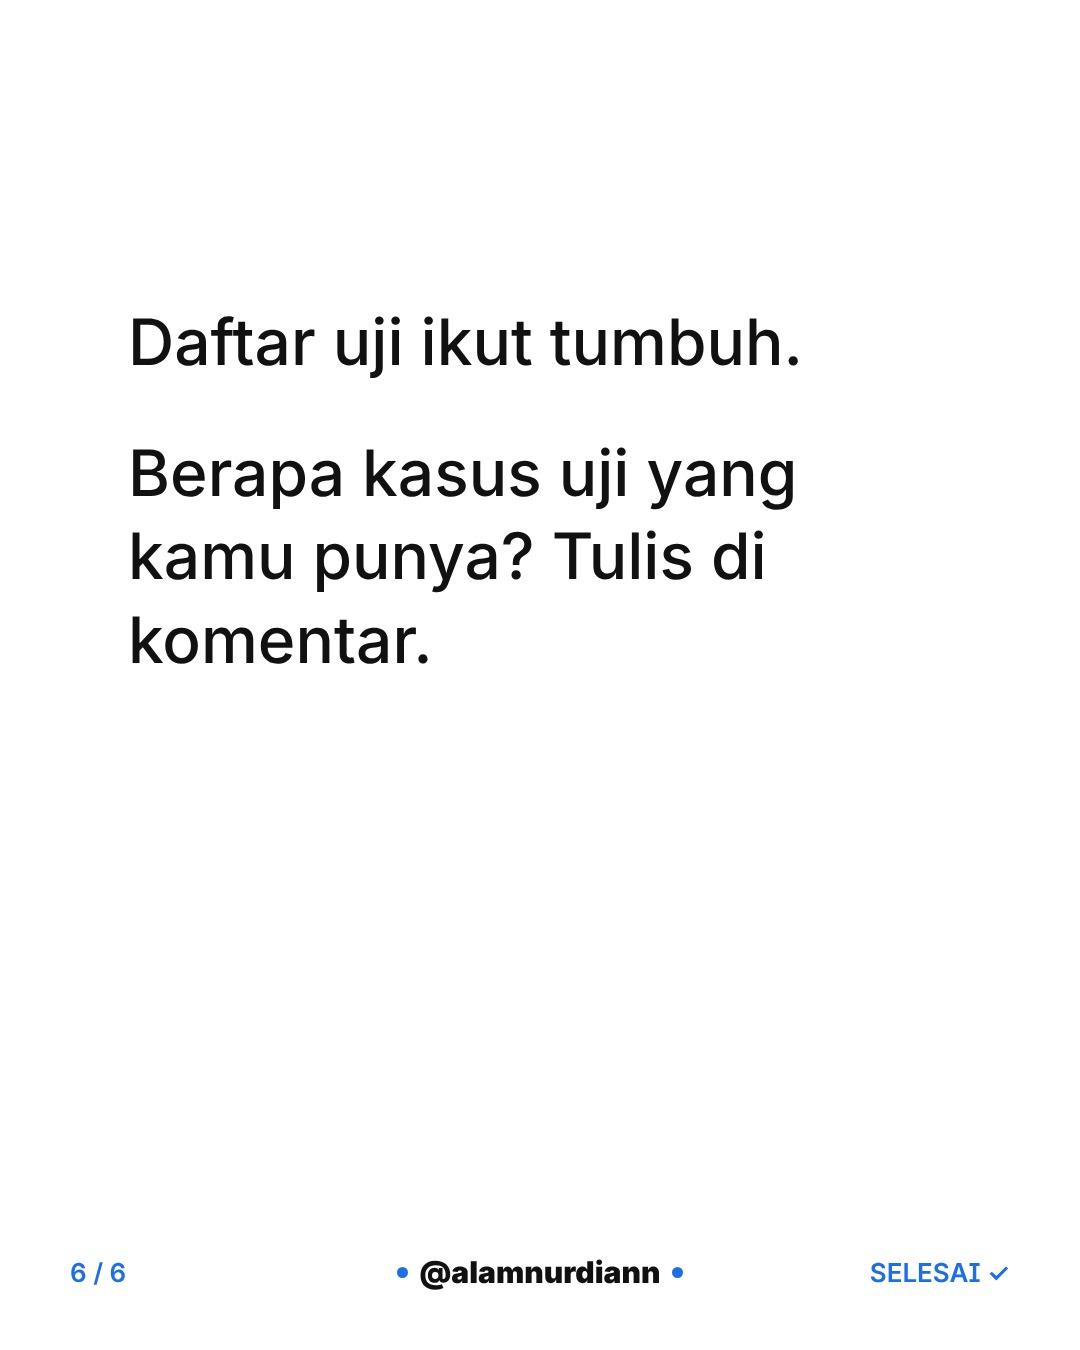 Daftar uji ikut tumbuh.
Berapa kasus uji yang
kamu punya? Tulis di
komentar.
6 / 6
• @alamnurdiann •
SELESAI ✓